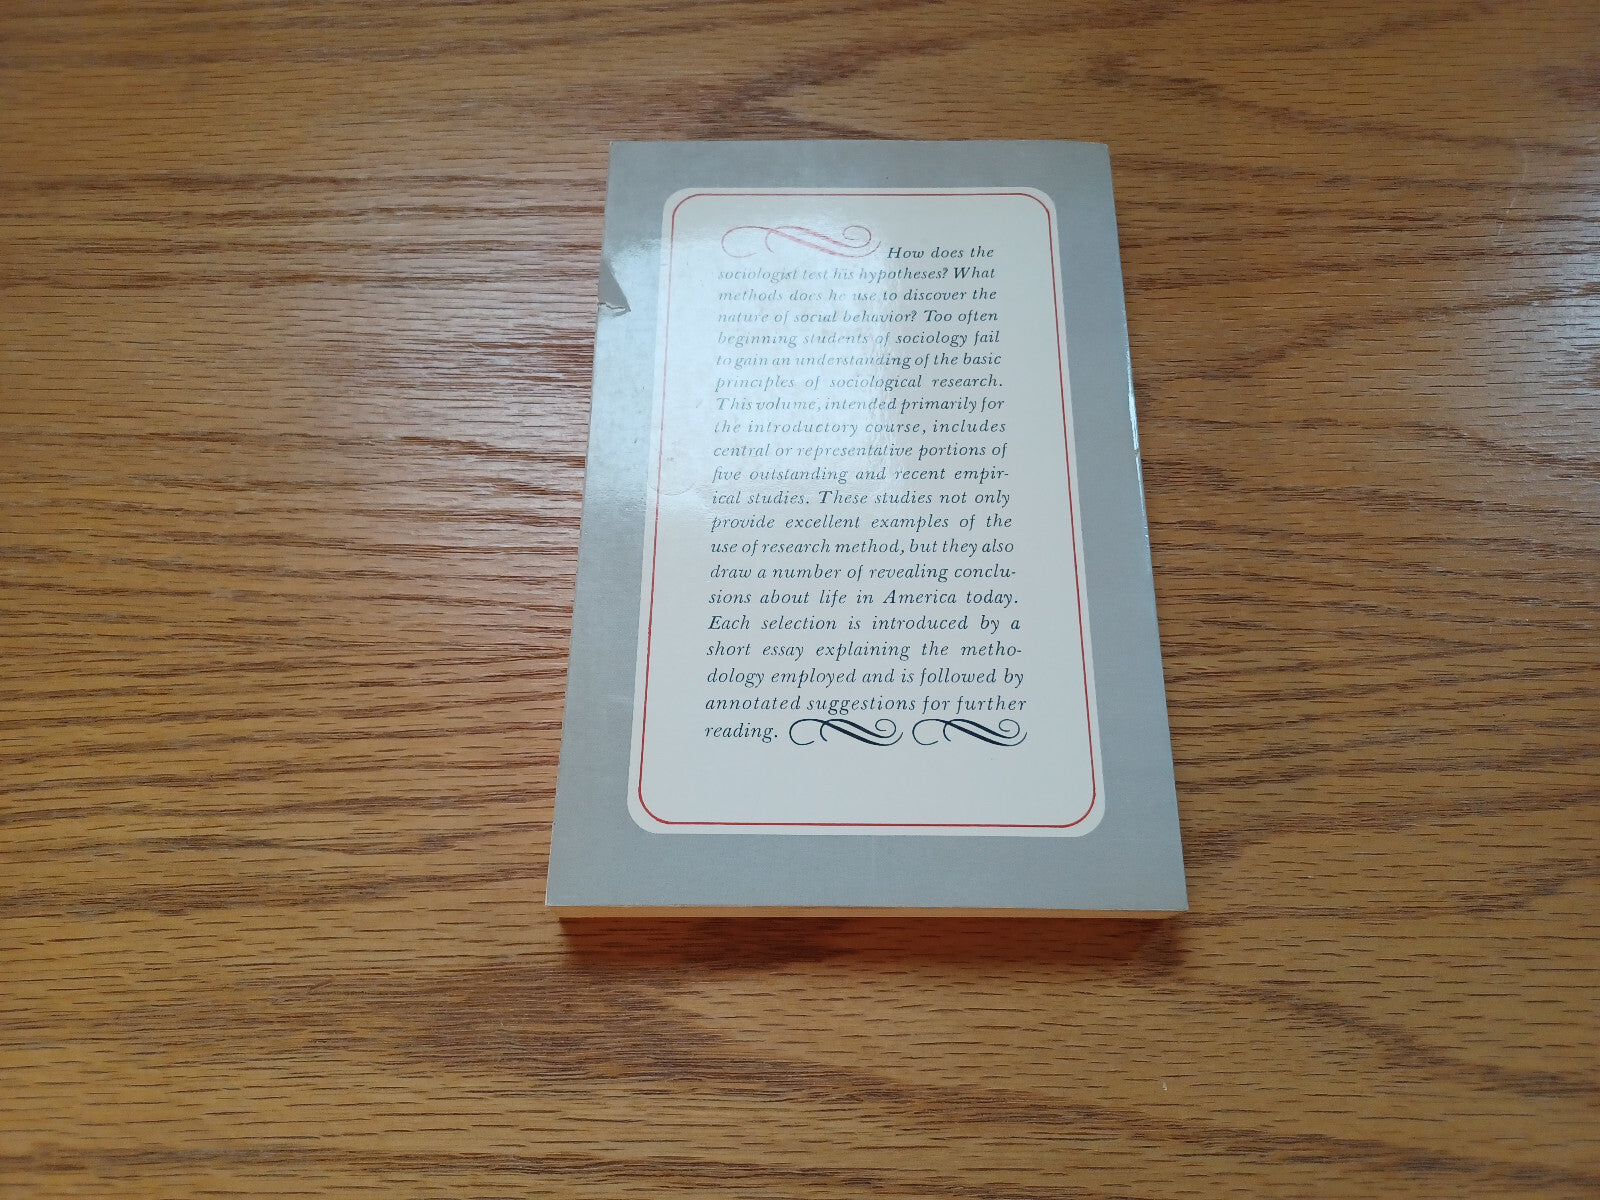 How does the
sociologist test his hypotheses? What
methods does he use to discover the
nature of social behavior? Too often
beginning students of sociology fail
to gain an understanding of the basic
principles of sociological research.
This volume, intended primarily for
the introductory course, includes
central or representative portions of
five outstanding and recent empir-
ical studies. These studies not only
provide excellent examples of the
use of research method, but they also
draw a number of revealing conclu-
sions about life in America today.
Each selection is introduced by a
short essay explaining the metho-
dology employed and is followed by
annotated suggestions for further
reading.